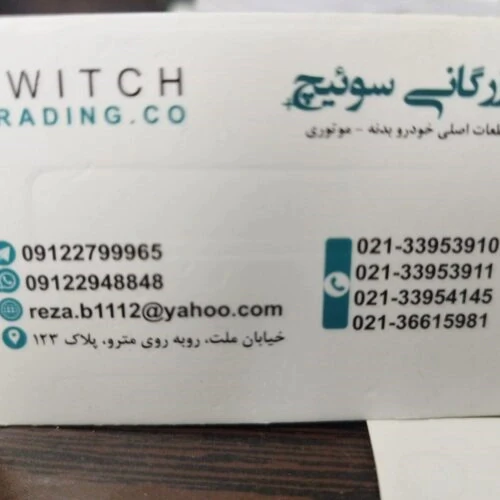 WITCH
RADING.CO
رگانی سوئیچ
طعات اصلی خودرو بدنه - موتوری
09122799965
09122948848
reza.b1112@yahoo.com
خیابان ملت، روبه روی مترو، پلاک ۱۲۳
021-33953910
021-33953911
021-33954145
021-36615981